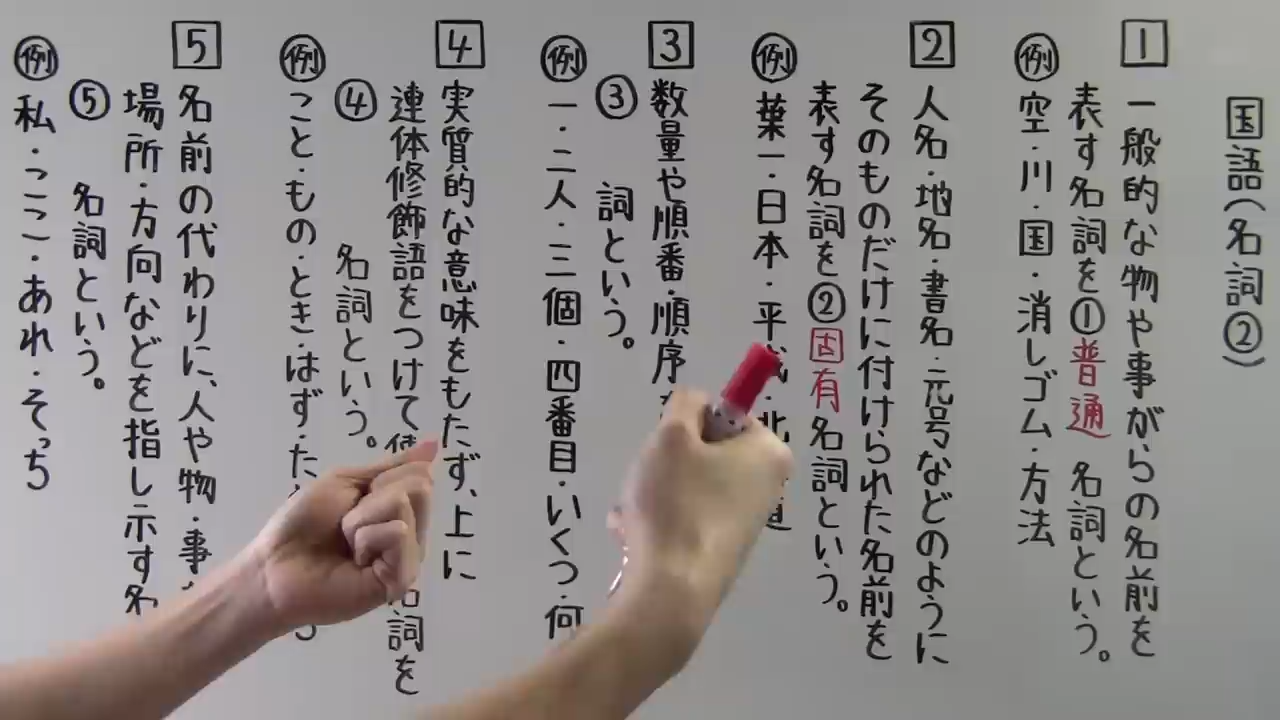 国語(名詞②)
1 一般的な物や事がらの名前を
表す名詞を①普通 名詞という。
例 空・川・国・消しゴム・方法
2 人名・地名・書名・元号などのように
そのものだけに付けられた名前を
表す名詞を②固有名詞という。
例 葉一・日本・平
3 数量や順番・順序
③ 詞という。
例 一・二人・三個・四番目・いくつ・何
4 実質的な意味をもたず、上に
連体修飾語をつけて 名詞を
④ 名詞という。
例 こと・もの・とき・はず・た
5 名前の代わりに、人や物・事
場所・方向などを指し示す名
⑤ 名詞という。
例 私・ここ・あれ・そっち